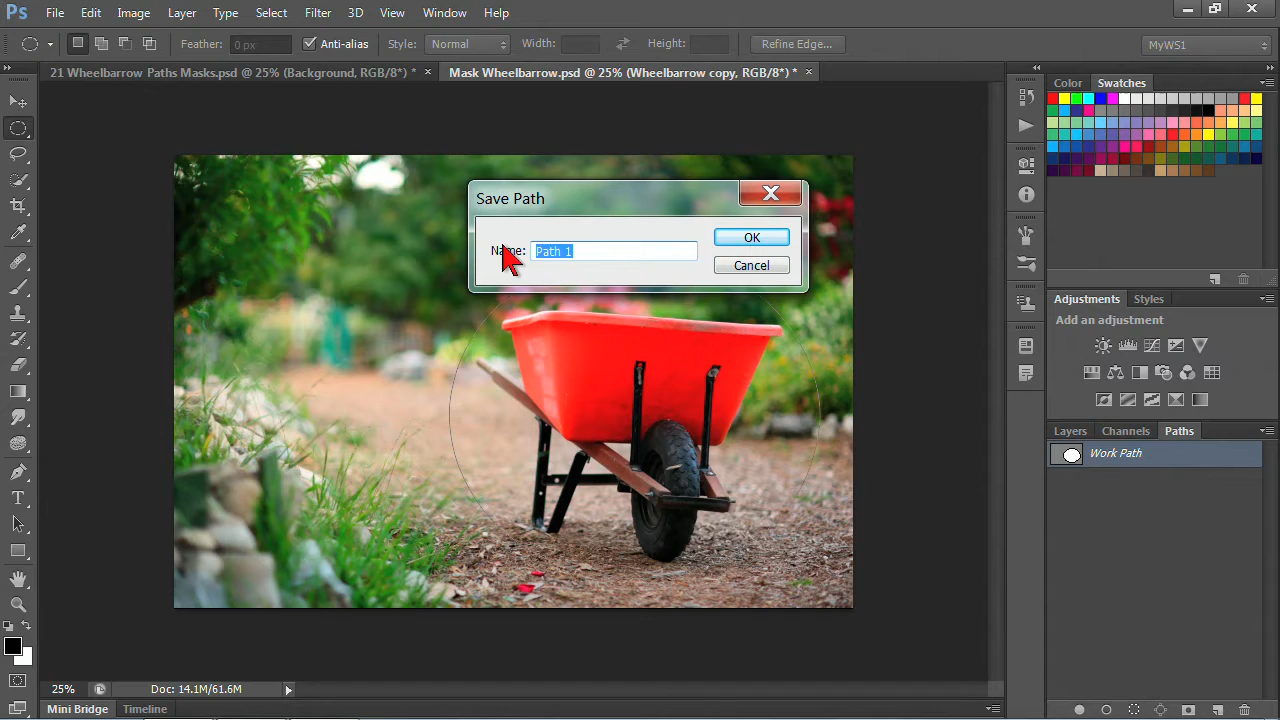 Ps File Edit Image Layer Type Select Filter 3D View Window Help
Feather: 0 px Anti-alias Style: Normal Width: Height: Refine Edge... MyWS1
21 Wheelbarrow Paths Masks.psd @ 25% (Background, RGB/8*) * × Mask Wheelbarrow.psd @ 25% (Wheelbarrow copy, RGB/8*) * ×
Color Swatches
Save Path
Name: Path 1
OK
Cancel
Adjustments Styles
Add an adjustment
Layers Channels Paths
Work Path
25% Doc: 14.1M/61.6M
Mini Bridge Timeline